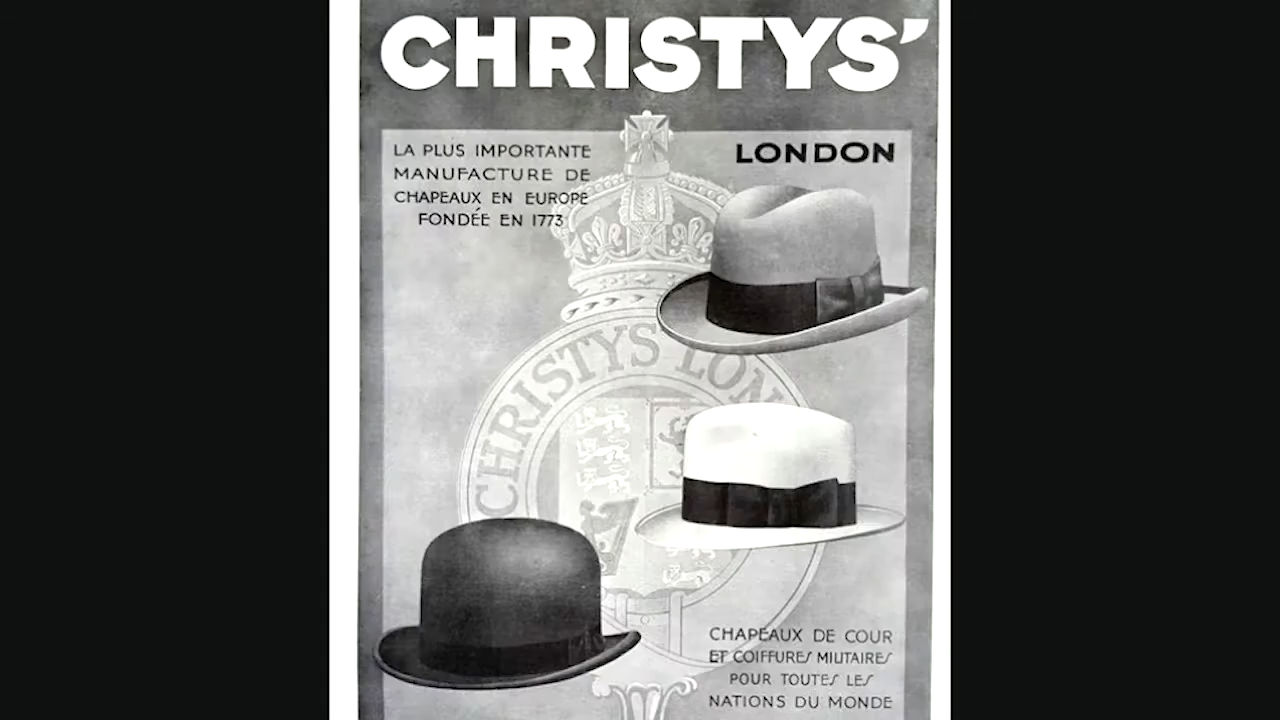 CHRISTYS'
LA PLUS IMPORTANTE
MANUFACTURE DE
CHAPEAUX EN EUROPE
FONDÉE EN 1773
LONDON
CHRISTYS' LON
CHAPEAUX DE COUR
ET COIFFURES MILITAIRES
POUR TOUTES LES
NATIONS DU MONDE